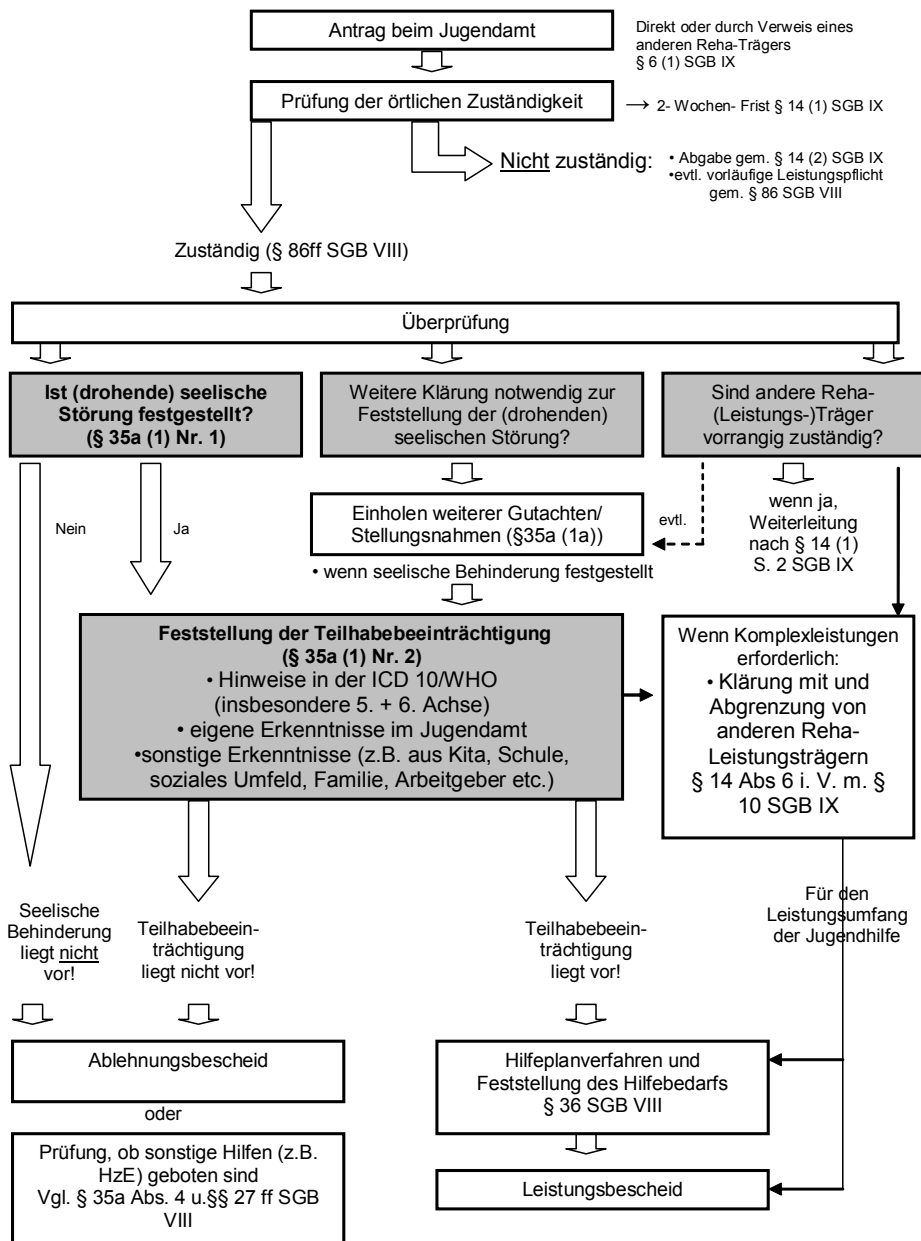 Antrag beim Jugendamt
Direkt oder durch Verweis eines
anderen Reha-Trägers
§ 6 (1) SGB IX
Prüfung der örtlichen Zuständigkeit
→ 2- Wochen- Frist § 14 (1) SGB IX
Nicht zuständig:
• Abgabe gem. § 14 (2) SGB IX
•evtl. vorläufige Leistungspflicht
gem. § 86 SGB VIII
Zuständig (§ 86ff SGB VIII)
Überprüfung
Ist (drohende) seelische
Störung festgestellt?
(§ 35a (1) Nr. 1)
Weitere Klärung notwendig zur
Feststellung der (drohenden)
seelischen Störung?
Sind andere Reha-
(Leistungs-)Träger
vorrangig zuständig?
Nein
Ja
Einholen weiterer Gutachten/
Stellungsnahmen (§35a (1a))
evtl.
wenn ja,
Weiterleitung
nach § 14 (1)
S. 2 SGB IX
• wenn seelische Behinderung festgestellt
Feststellung der Teilhabebeeinträchtigung
(§ 35a (1) Nr. 2)
• Hinweise in der ICD 10/WHO
(insbesondere 5. + 6. Achse)
• eigene Erkenntnisse im Jugendamt
•sonstige Erkenntnisse (z.B. aus Kita, Schule,
soziales Umfeld, Familie, Arbeitgeber etc.)
Wenn Komplexleistungen
erforderlich:
• Klärung mit und
Abgrenzung von
anderen Reha-
Leistungsträgern
§ 14 Abs 6 i. V. m. §
10 SGB IX
Seelische
Behinderung
liegt nicht
vor!
Teilhabebeein-
trächtigung
liegt nicht vor!
Teilhabebeein-
trächtigung
liegt vor!
Für den
Leistungsumfang
der Jugendhilfe
Ablehnungsbescheid
oder
Prüfung, ob sonstige Hilfen (z.B.
HzE) geboten sind
Vgl. § 35a Abs. 4 u.§§ 27 ff SGB
VIII
Hilfeplanverfahren und
Feststellung des Hilfebedarfs
§ 36 SGB VIII
Leistungsbescheid